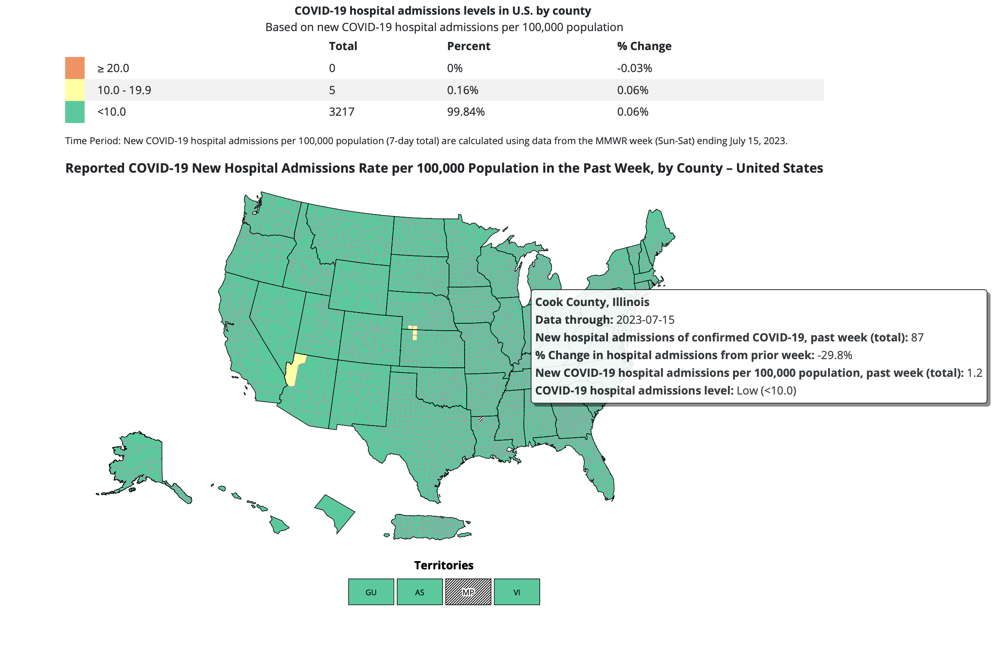 COVID-19 hospital admissions levels in U.S. by county
Based on new COVID-19 hospital admissions per 100,000 population
Total Percent % Change
≥ 20.0 0 0% -0.03%
10.0 - 19.9 5 0.16% 0.06%
<10.0 3217 99.84% 0.06%
Time Period: New COVID-19 hospital admissions per 100,000 population (7-day total) are calculated using data from the MMWR week (Sun-Sat) ending July 15, 2023.
Reported COVID-19 New Hospital Admissions Rate per 100,000 Population in the Past Week, by County – United States
Cook County, Illinois
Data through: 2023-07-15
New hospital admissions of confirmed COVID-19, past week (total): 87
% Change in hospital admissions from prior week: -29.8%
New COVID-19 hospital admissions per 100,000 population, past week (total): 1.2
COVID-19 hospital admissions level: Low (<10.0)
Territories
GU AS MP VI